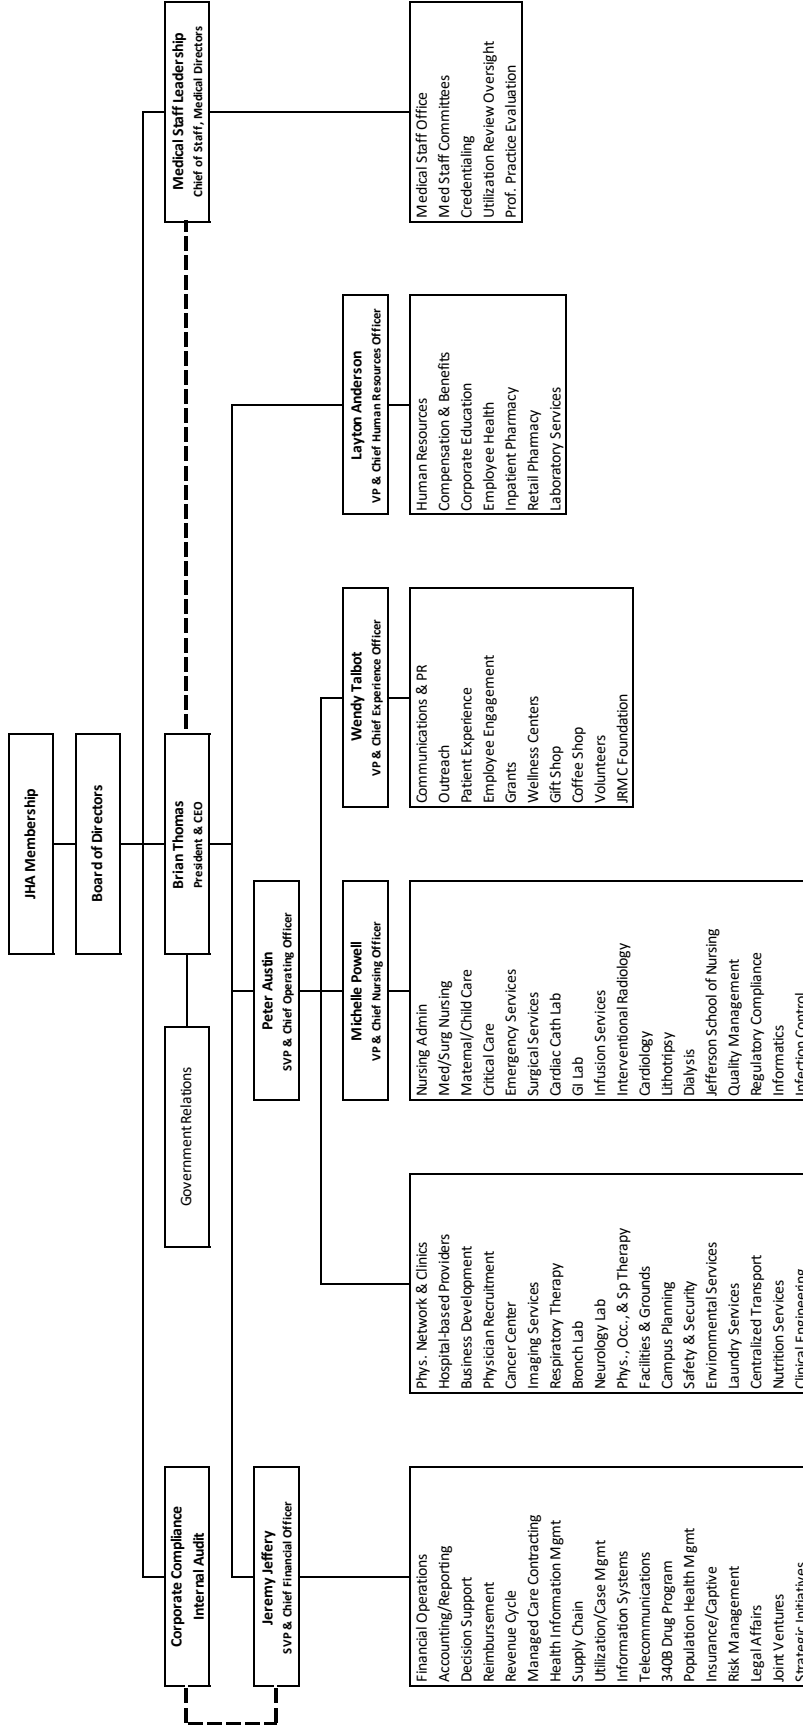 JHA Membership
Board of Directors
Corporate Compliance
Internal Audit
Government Relations
Brian Thomas
President & CEO
Medical Staff Leadership
Chief of Staff, Medical Directors
Jeremy Jeffery
SVP & Chief Financial Officer
Peter Austin
SVP & Chief Operating Officer
Michelle Powell
VP & Chief Nursing Officer
Wendy Talbot
VP & Chief Experience Officer
Layton Anderson
VP & Chief Human Resources Officer
Financial Operations
Accounting/Reporting
Decision Support
Reimbursement
Revenue Cycle
Managed Care Contracting
Health Information Mgmt
Supply Chain
Utilization/Case Mgmt
Information Systems
Telecommunications
340B Drug Program
Population Health Mgmt
Insurance/Captive
Risk Management
Legal Affairs
Joint Ventures
Strategic Initiatives
Phys. Network & Clinics
Hospital-based Providers
Business Development
Physician Recruitment
Cancer Center
Imaging Services
Respiratory Therapy
Bronch Lab
Neurology Lab
Phys., Occ., & Sp Therapy
Facilities & Grounds
Campus Planning
Safety & Security
Environmental Services
Laundry Services
Centralized Transport
Nutrition Services
Clinical Engineering
Nursing Admin
Med/Surg Nursing
Maternal/Child Care
Critical Care
Emergency Services
Surgical Services
Cardiac Cath Lab
GI Lab
Infusion Services
Interventional Radiology
Cardiology
Lithotripsy
Dialysis
Jefferson School of Nursing
Quality Management
Regulatory Compliance
Informatics
Infection Control
Communications & PR
Outreach
Patient Experience
Employee Engagement
Grants
Wellness Centers
Gift Shop
Coffee Shop
Volunteers
JRMC Foundation
Human Resources
Compensation & Benefits
Corporate Education
Employee Health
Inpatient Pharmacy
Retail Pharmacy
Laboratory Services
Medical Staff Office
Med Staff Committees
Credentialing
Utilization Review Oversight
Prof. Practice Evaluation